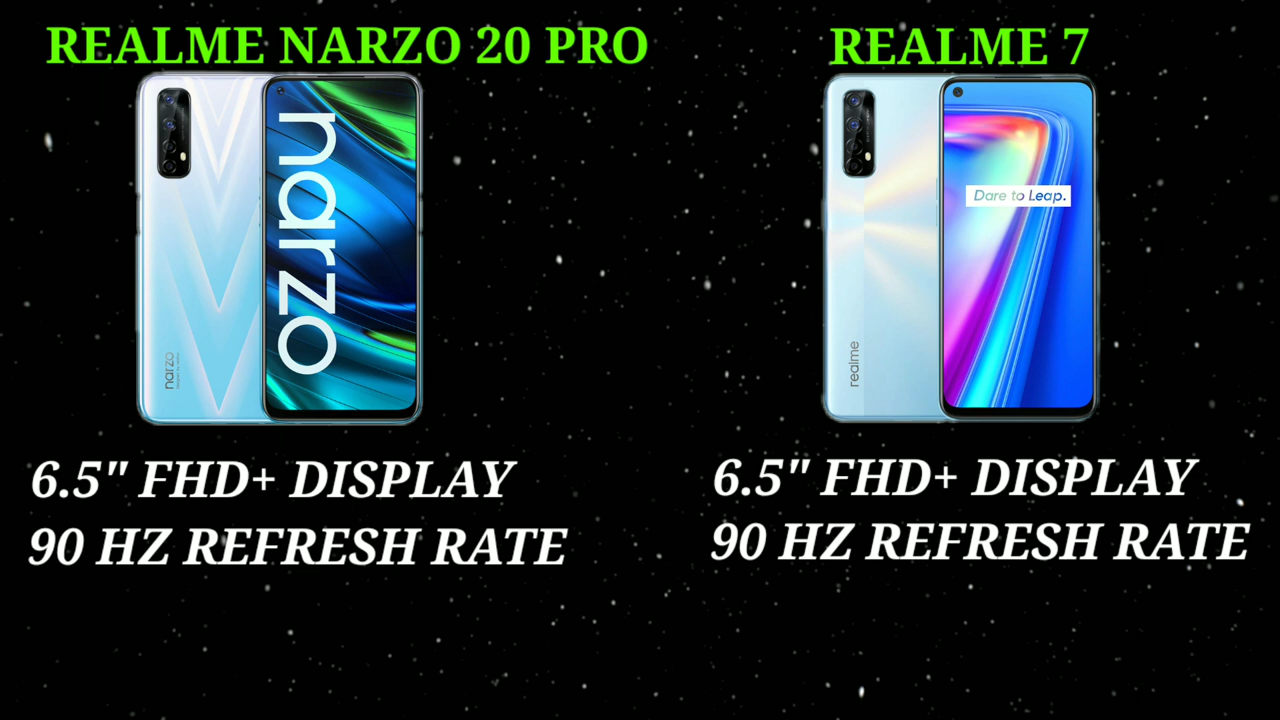 REALME NARZO 20 PRO
REALME 7
narzo
narzo
realme
Dare to Leap.
6.5" FHD+ DISPLAY
90 HZ REFRESH RATE
6.5" FHD+ DISPLAY
90 HZ REFRESH RATE